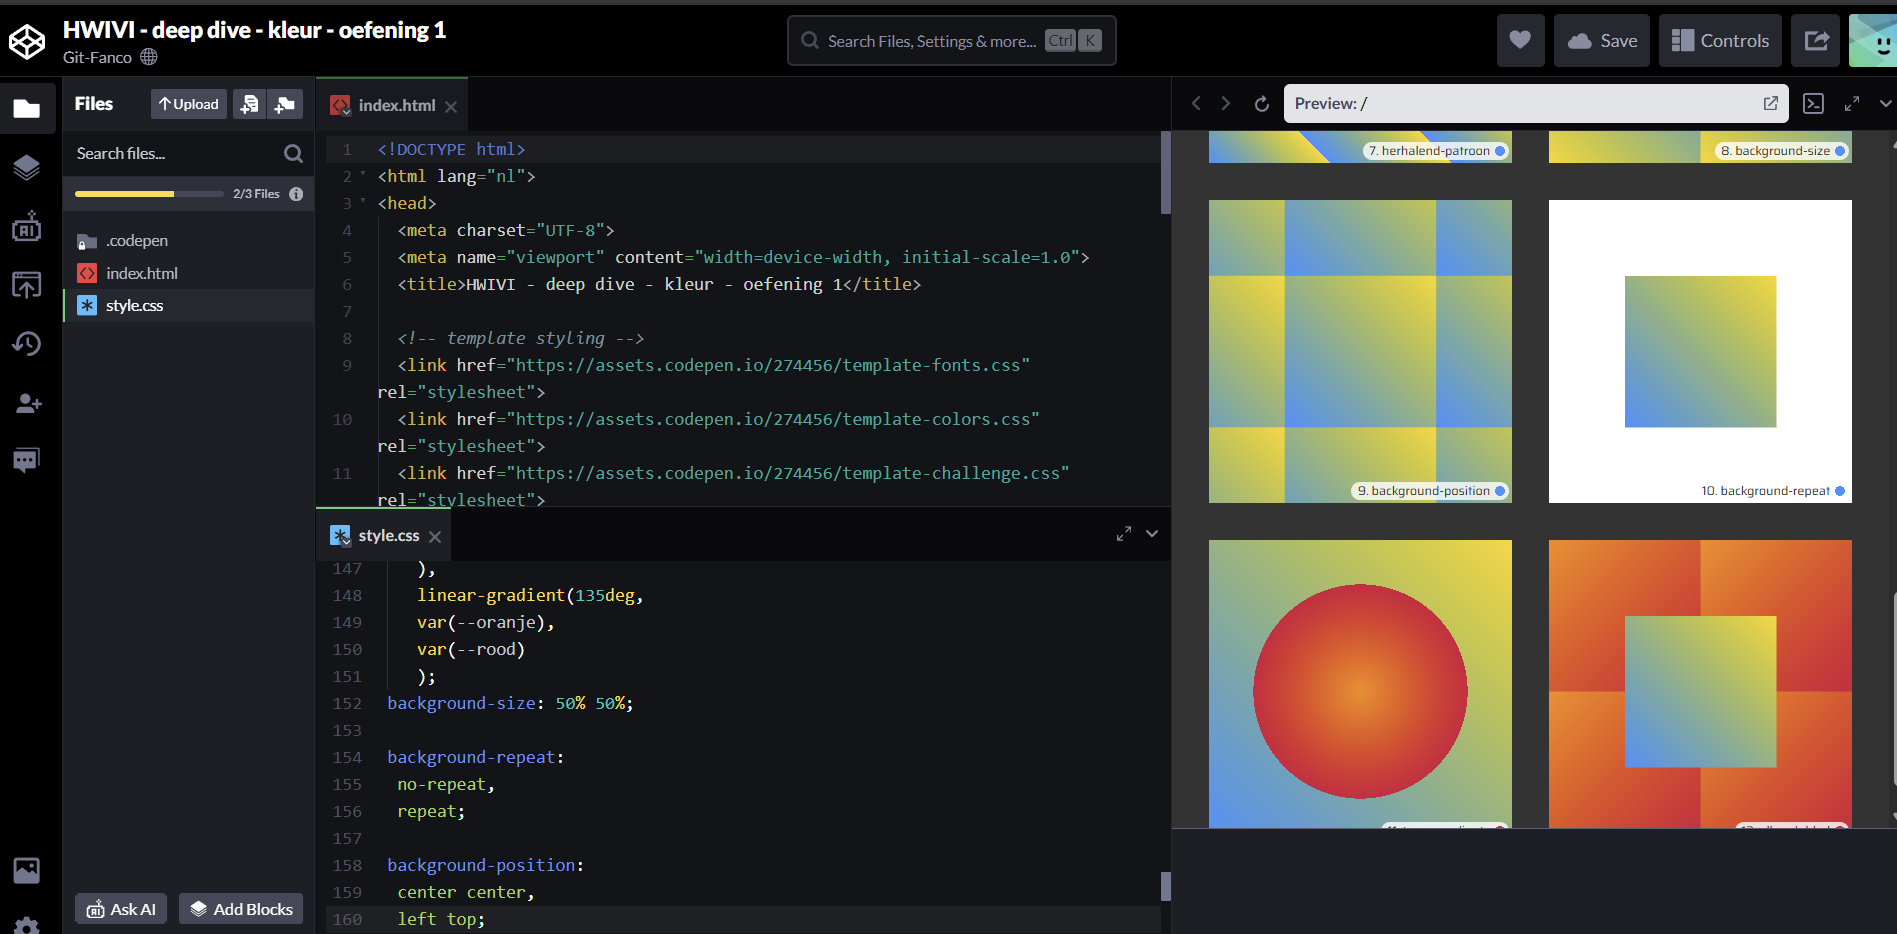 HWIVI - deep dive - kleur - oefening 1
Git-Fanco
Search Files, Settings & more... Ctrl K
Save
Controls
Files
Upload
Search files...
2/3 Files
.codepen
index.html
style.css
Ask AI
Add Blocks
index.html
1 <!DOCTYPE html>
2 <html lang="nl">
3 <head>
4 <meta charset="UTF-8">
5 <meta name="viewport" content="width=device-width, initial-scale=1.0">
6 <title>HWIVI - deep dive - kleur - oefening 1</title>
7
8 <!-- template styling -->
9 <link href="https://assets.codepen.io/274456/template-fonts.css"
rel="stylesheet">
10 <link href="https://assets.codepen.io/274456/template-colors.css"
rel="stylesheet">
11 <link href="https://assets.codepen.io/274456/template-challenge.css"
rel="stylesheet">
style.css
147 ),
148 linear-gradient(135deg,
149 var(--oranje),
150 var(--rood)
151 );
152 background-size: 50% 50%;
153
154 background-repeat:
155 no-repeat,
156 repeat;
157
158 background-position:
159 center center,
160 left top;
Preview: /
7. herhalend-patroon
8. background-size
9. background-position
10. background-repeat